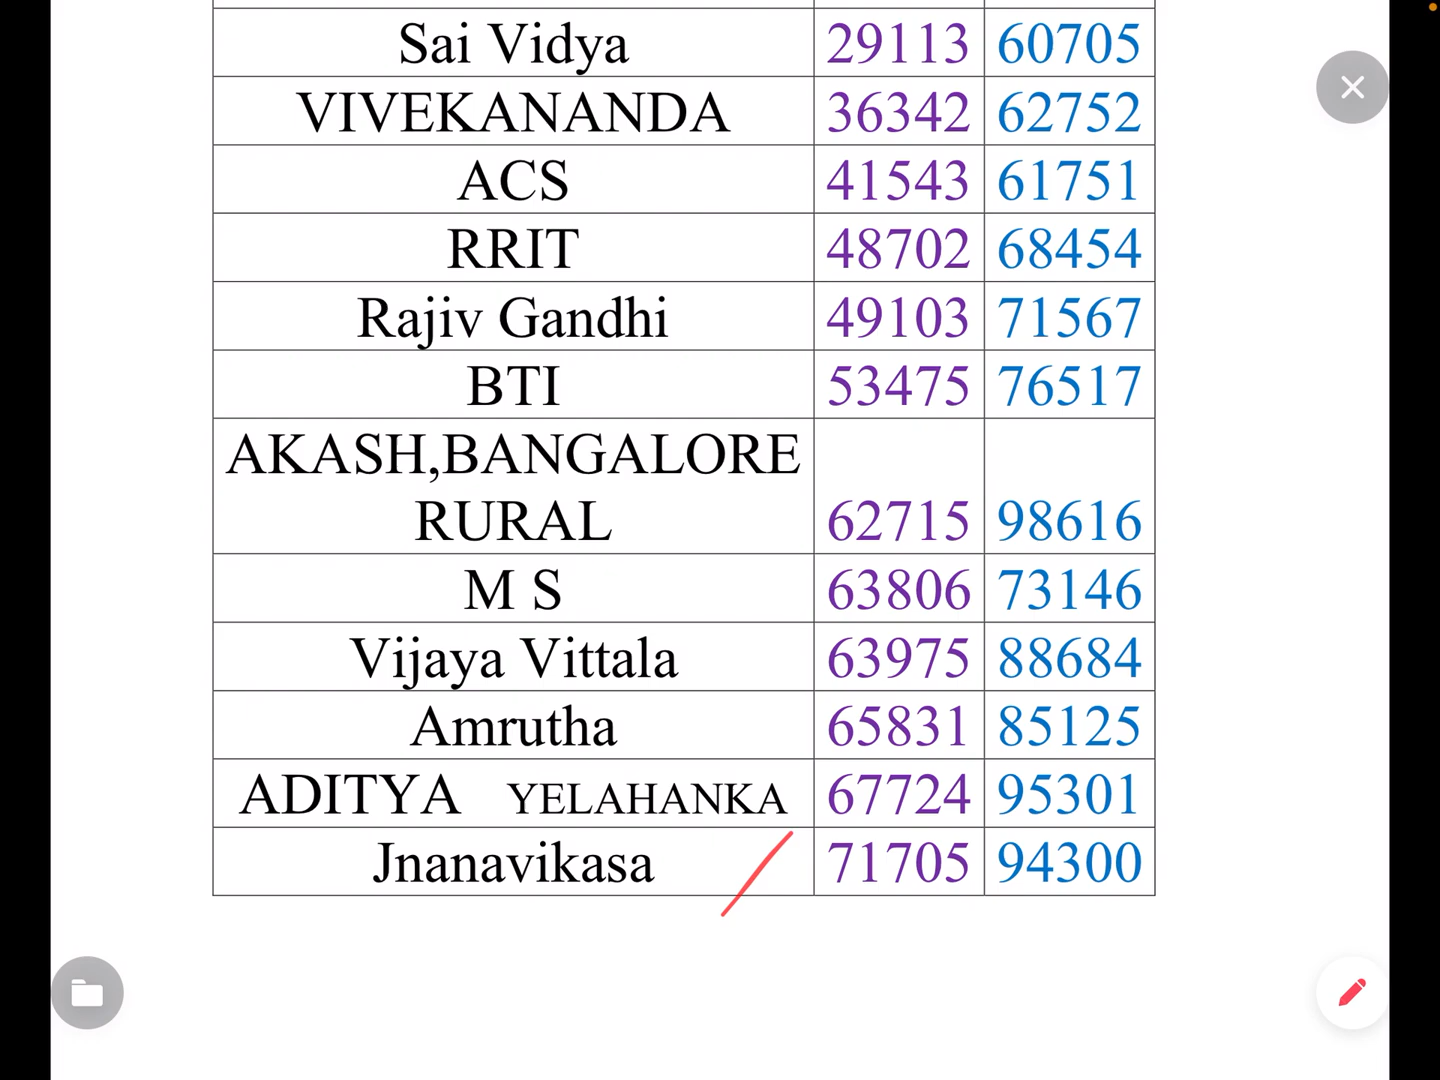 Sai Vidya 29113 60705
VIVEKANANDA 36342 62752
ACS 41543 61751
RRIT 48702 68454
Rajiv Gandhi 49103 71567
BTI 53475 76517
AKASH,BANGALORE
RURAL 62715 98616
M S 63806 73146
Vijaya Vittala 63975 88684
Amrutha 65831 85125
ADITYA YELAHANKA 67724 95301
Jnanavikasa 71705 94300